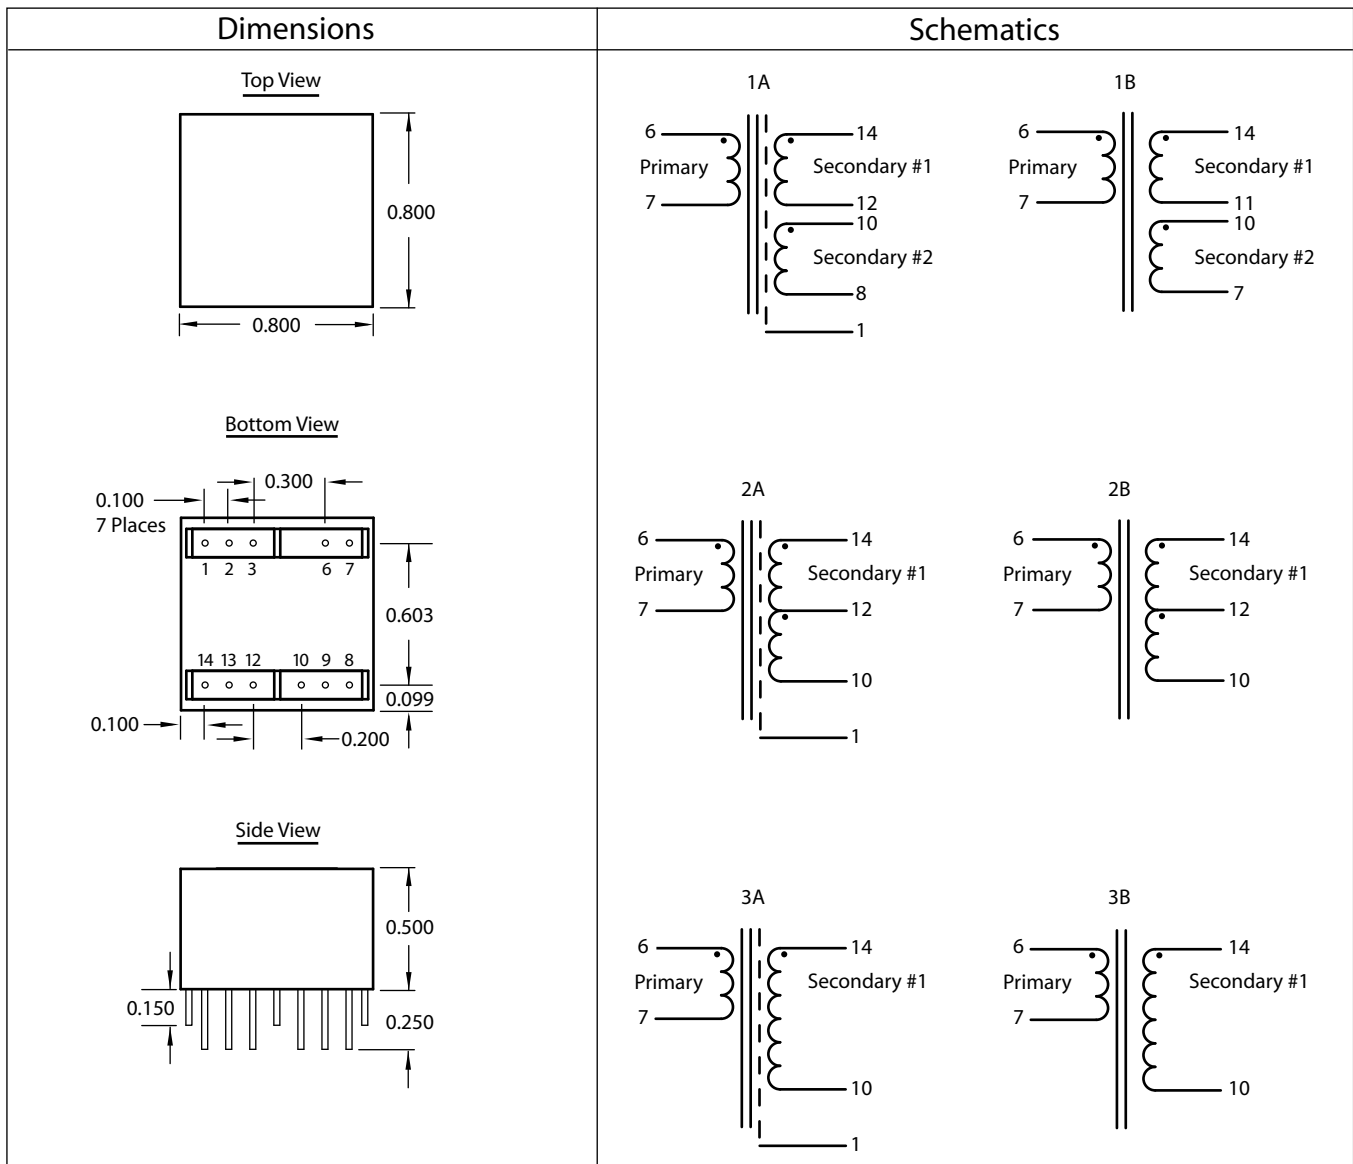 Dimensions
Schematics
Top View
0.800
0.800
Bottom View
0.300
0.100
7 Places
1 2 3 6 7
0.603
14 13 12 10 9 8
0.099
0.100
0.200
Side View
0.500
0.150
0.250
1A
6
14
Primary
Secondary #1
7
12
10
Secondary #2
8
1
1B
6
14
Primary
Secondary #1
7
11
10
Secondary #2
7
2A
6
14
Primary
Secondary #1
7
12
10
1
2B
6
14
Primary
Secondary #1
7
12
10
3A
6
14
Primary
Secondary #1
7
10
1
3B
6
14
Primary
Secondary #1
7
10